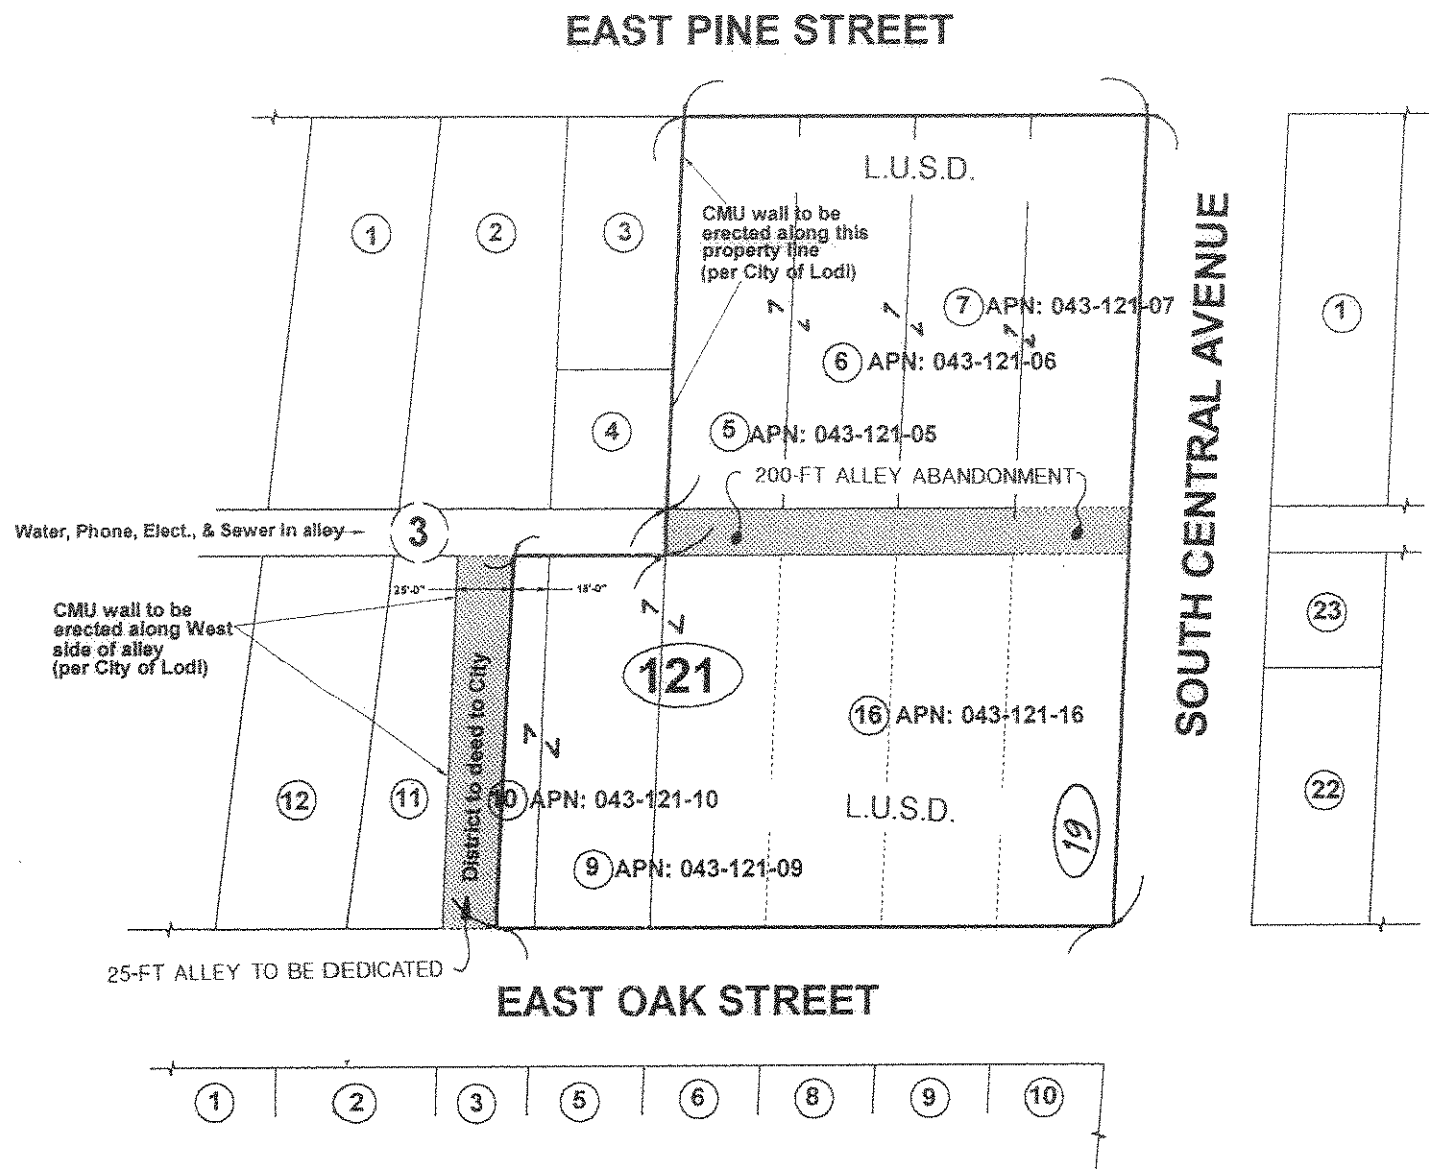 EAST PINE STREET
L.U.S.D.
CMU wall to be
erected along this
property line
(per City of Lodi)
1
2
3
7 APN: 043-121-07
1
6 APN: 043-121-06
4
5 APN: 043-121-05
200-FT ALLEY ABANDONMENT
SOUTH CENTRAL AVENUE
Water, Phone, Elect., & Sewer in alley
3
25'-0"
15'-0"
CMU wall to be
erected along West
side of alley
(per City of Lodi)
23
121
District to deed to City
16 APN: 043-121-16
12
11
10 APN: 043-121-10
L.U.S.D.
19
22
9 APN: 043-121-09
25-FT ALLEY TO BE DEDICATED
EAST OAK STREET
1
2
3
5
6
8
9
10